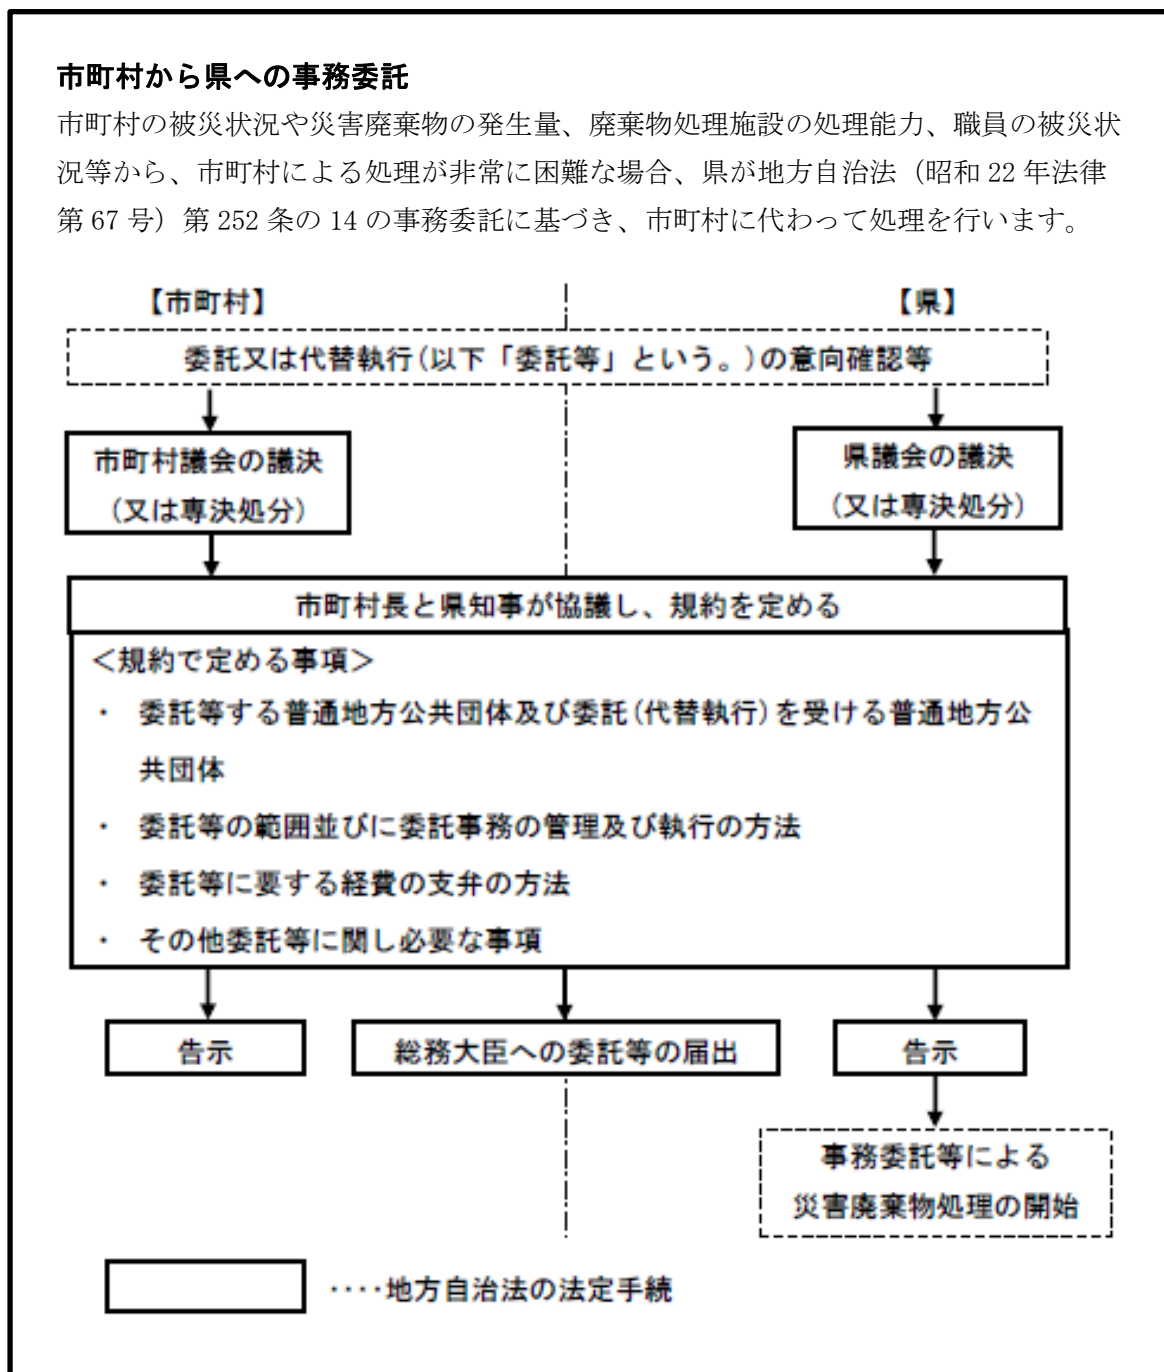 市町村から県への事務委託
市町村の被災状況や災害廃棄物の発生量、廃棄物処理施設の処理能力、職員の被災状
況等から、市町村による処理が非常に困難な場合、県が地方自治法（昭和 22 年法律
第 67 号）第 252 条の 14 の事務委託に基づき、市町村に代わって処理を行います。
【市町村】
【県】
委託又は代替執行(以下「委託等」という。)の意向確認等
市町村議会の議決
(又は専決処分)
県議会の議決
(又は専決処分)
市町村長と県知事が協議し、規約を定める
＜規約で定める事項＞
・ 委託等する普通地方公共団体及び委託(代替執行)を受ける普通地方公
共団体
・ 委託等の範囲並びに委託事務の管理及び執行の方法
・ 委託等に要する経費の支弁の方法
・ その他委託等に関し必要な事項
告示
総務大臣への委託等の届出
告示
事務委託等による
災害廃棄物処理の開始
････地方自治法の法定手続